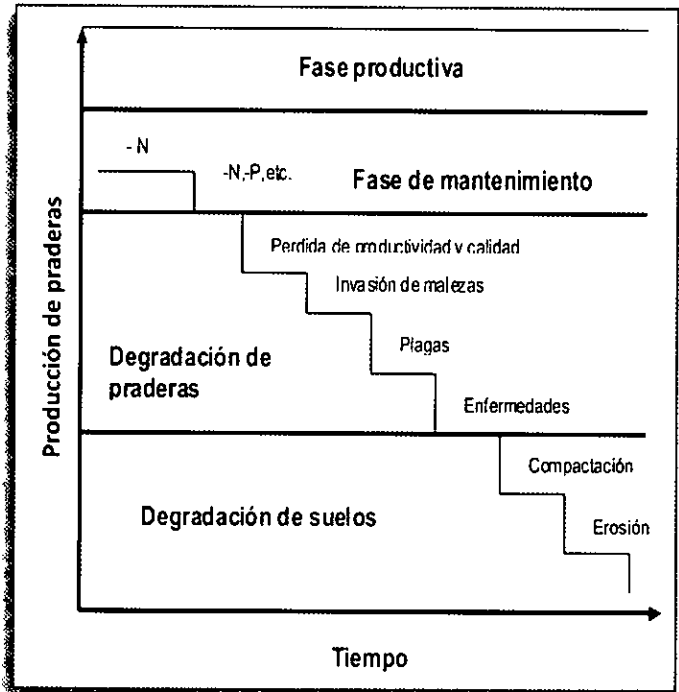 Fase productiva
- N
-N,-P,etc.
Fase de mantenimiento
Perdida de productividad y calidad
Invasión de malezas
Plagas
Degradación de
praderas
Enfermedades
Compactación
Degradación de suelos
Erosión
Producción de praderas
Tiempo